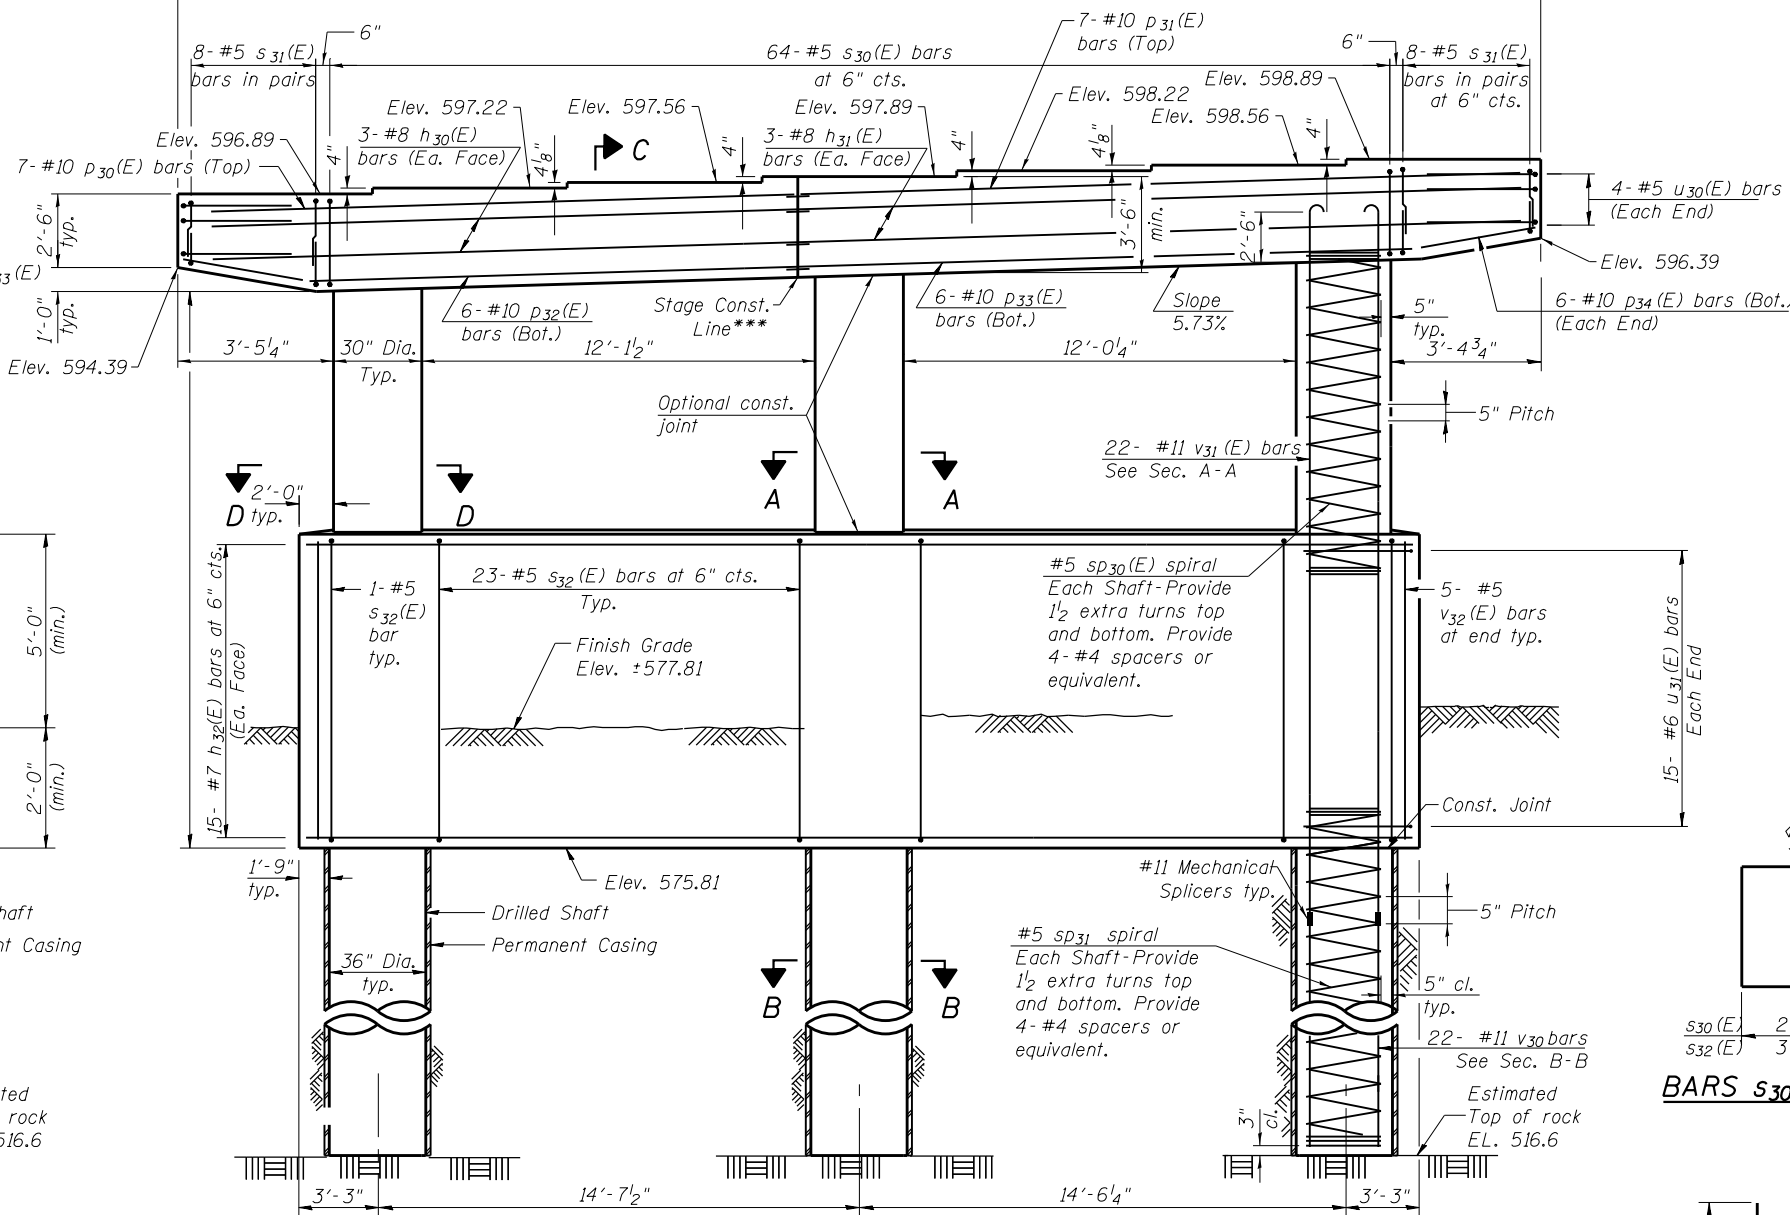 8-#5 s31(E)
bars in pairs
6"
64-#5 s30(E) bars
at 6" cts.
7-#10 p31(E)
bars (Top)
6"
8-#5 s31(E)
bars in pairs
at 6" cts.
Elev. 596.89
Elev. 597.22
Elev. 597.56
Elev. 597.89
Elev. 598.22
Elev. 598.56
Elev. 598.89
3-#8 h30(E)
bars (Ea. Face)
C
3-#8 h31(E)
bars (Ea. Face)
7-#10 p30(E) bars (Top)
4"
4 1/8"
4"
4"
4 1/8"
4"
2'-6"
typ.
33(E)
1'-0"
typ.
Elev. 594.39
3'-6"
min.
2'-6"
4-#5 u30(E) bars
(Each End)
Elev. 596.39
6-#10 p32(E)
bars (Bot.)
Stage Const.
Line***
6-#10 p33(E)
bars (Bot.)
Slope
5.73%
6-#10 p34(E) bars (Bot.)
(Each End)
5"
typ.
3'-5 1/4"
30" Dia.
Typ.
12'-1 1/2"
12'-0 1/4"
3'-4 3/4"
Optional const.
joint
5" Pitch
22- #11 v31(E) bars
See Sec. A-A
D
D
A
A
2'-0"
typ.
5'-0"
(min.)
2'-0"
(min.)
15- #7 h32(E) bars at 6" cts.
(Ea. Face)
1-#5
s32(E)
bar
typ.
23-#5 s32(E) bars at 6" cts.
Typ.
Finish Grade
Elev. ±577.81
#5 sp30(E) spiral
Each Shaft-Provide
1 1/2 extra turns top
and bottom. Provide
4-#4 spacers or
equivalent.
5- #5
v32(E) bars
at end typ.
15- #6 u31(E) bars
Each End
Const. Joint
1'-9"
typ.
Elev. 575.81
Drilled Shaft
Permanent Casing
haft
nt Casing
#11 Mechanical
Splicers typ.
5" Pitch
36" Dia.
typ.
B
B
#5 sp31 spiral
Each Shaft-Provide
1 1/2 extra turns top
and bottom. Provide
4-#4 spacers or
equivalent.
5" cl.
typ.
22- #11 v30 bars
See Sec. B-B
3"
cl.
Estimated
Top of rock
EL. 516.6
ted
rock
516.6
s30(E) 2
s32(E) 3
BARS s30
3'-3"
14'-7 1/2"
14'-6 1/4"
3'-3"